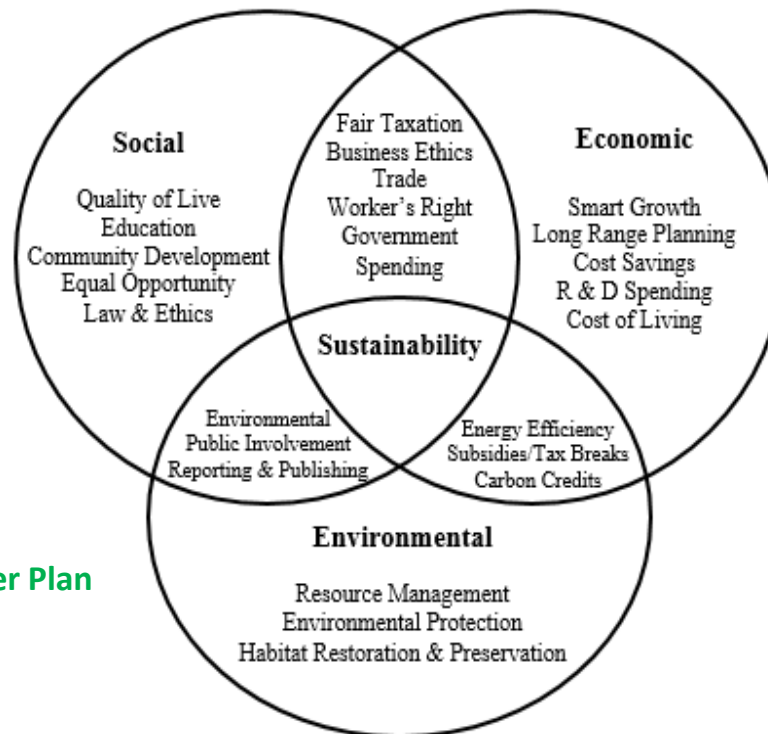 Social
Quality of Live
Education
Community Development
Equal Opportunity
Law & Ethics
Fair Taxation
Business Ethics
Trade
Worker's Right
Government
Spending
Economic
Smart Growth
Long Range Planning
Cost Savings
R & D Spending
Cost of Living
Sustainability
Environmental
Public Involvement
Reporting & Publishing
Energy Efficiency
Subsidies/Tax Breaks
Carbon Credits
Environmental
Resource Management
Environmental Protection
Habitat Restoration & Preservation
er Plan